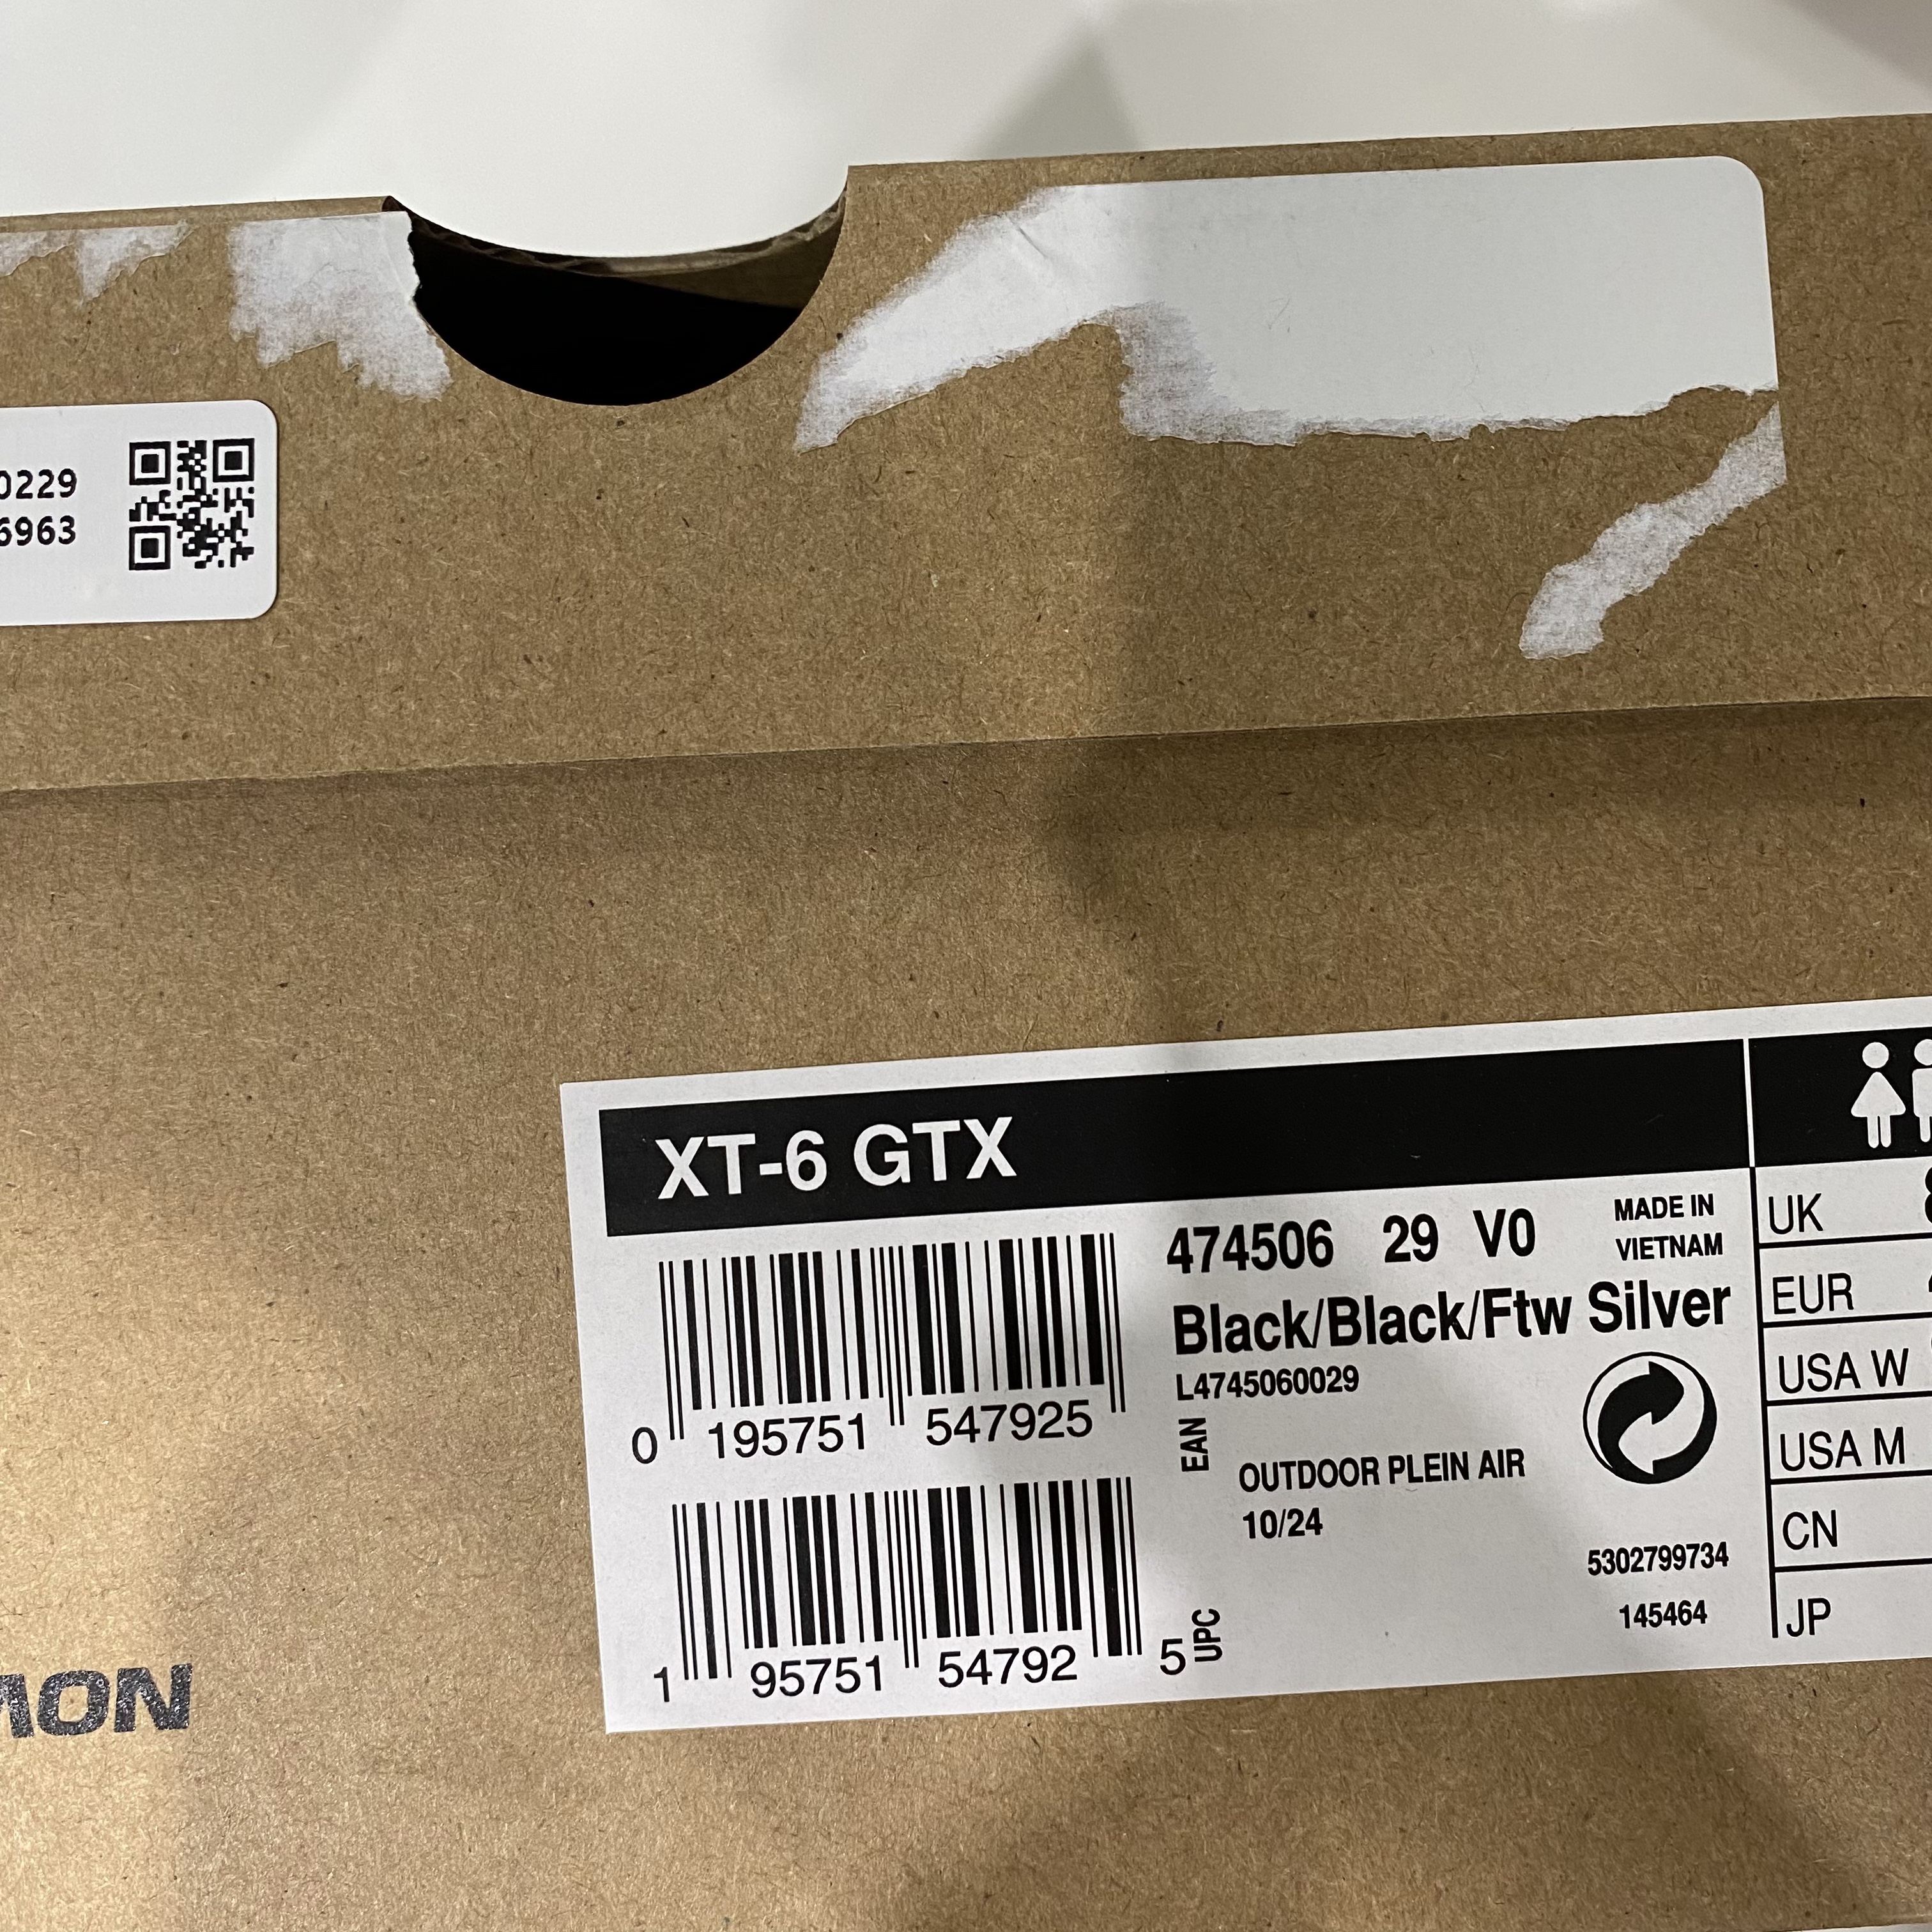 0229
6963
XT-6 GTX
474506 29 V0
MADE IN
VIETNAM
Black/Black/Ftw Silver
L4745060029
0 195751 547925
EAN
OUTDOOR PLEIN AIR
10/24
5302799734
145464
1 95751 54792 5
UPC
UK
EUR
USA W
USA M
CN
JP
MON